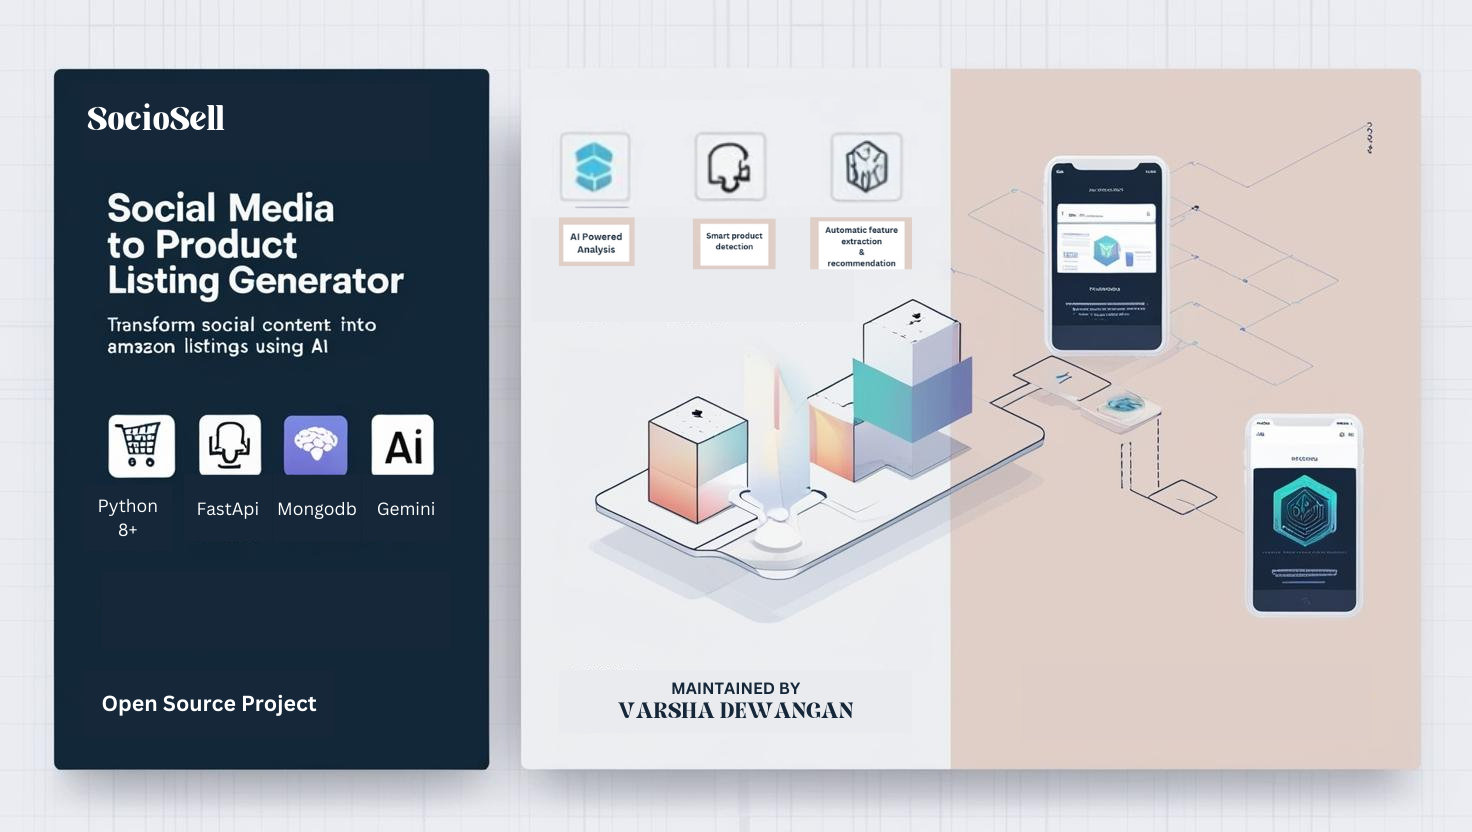 SocioSell
Social Media
to Product
Listing Generator
Transform social content into
amazon listings using AI
Ai
Python
8+
FastApi
Mongodb
Gemini
Open Source Project
AI Powered
Analysis
Smart product
detection
Automatic feature
extraction
&
recommendation
MAINTAINED BY
VARSHA DEWANGAN